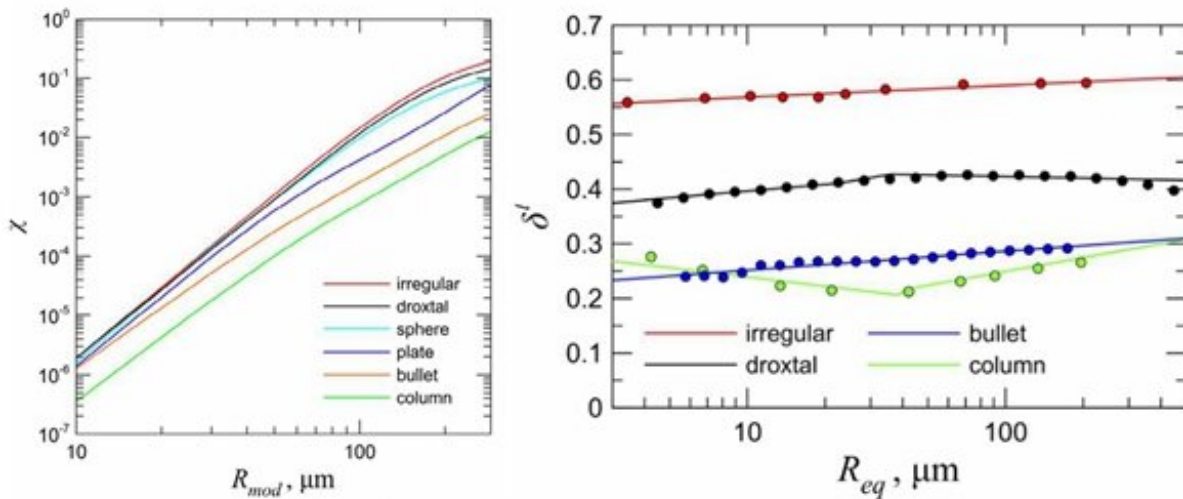 10^0
10^-1
10^-2
10^-3
10^-4
10^-5
10^-6
10^-7
χ
irregular
droxtal
sphere
plate
bullet
column
10
100
R_mod, μm
0.7
0.6
0.5
0.4
0.3
0.2
0.1
0
δ^l
irregular
bullet
droxtal
column
10
100
R_eq, μm